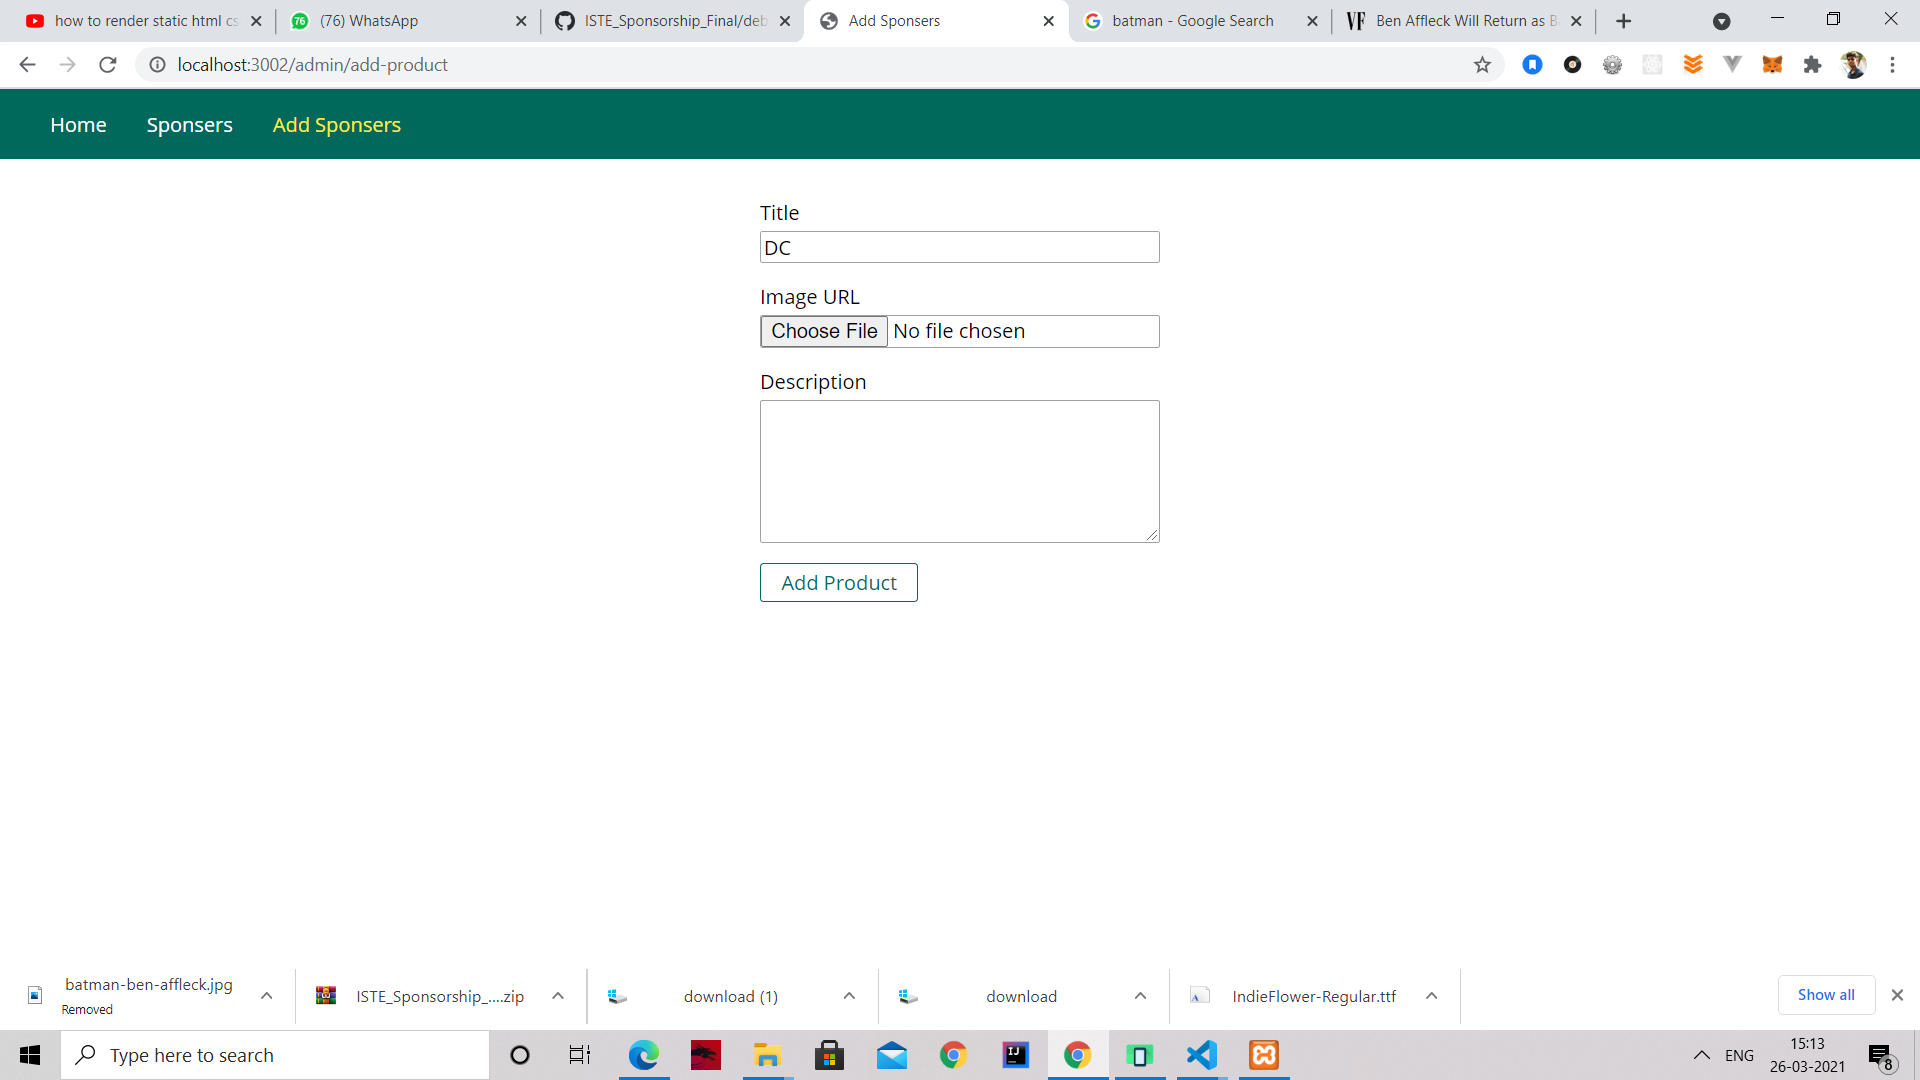 how to render static html cs
76
(76) WhatsApp
ISTE_Sponsorship_Final/deb
Add Sponsers
batman - Google Search
VF
Ben Affleck Will Return as B
localhost:3002/admin/add-product
Home
Sponsers
Add Sponsers
Title
DC
Image URL
Choose File
No file chosen
Description
Add Product
batman-ben-affleck.jpg
Removed
ISTE_Sponsorship_....zip
download (1)
download
IndieFlower-Regular.ttf
Show all
Type here to search
IJ
ENG
15:13
26-03-2021
8